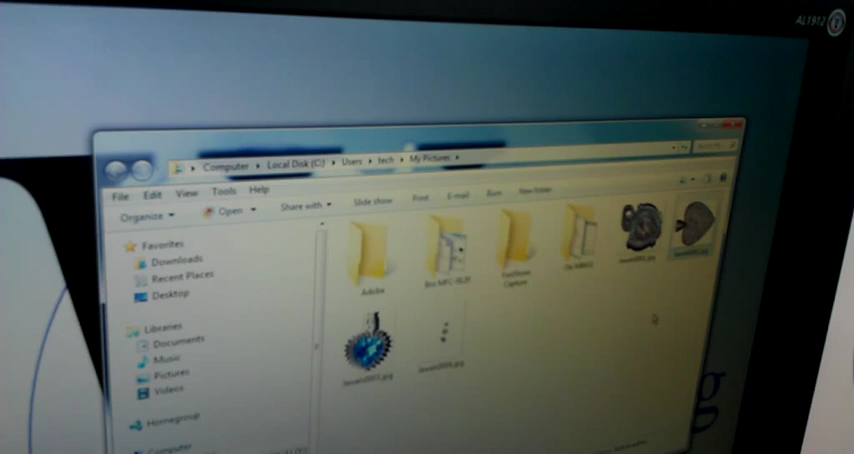 AL1912
Computer Local Disk (C:) Users tech My Pictures
File Edit View Tools Help
Organize Open Share with Slide show Print E-mail Burn New folder
Favorites
Downloads
Recent Places
Desktop
Libraries
Documents
Music
Pictures
Videos
Homegroup
Computer
Adobe
Capture
g